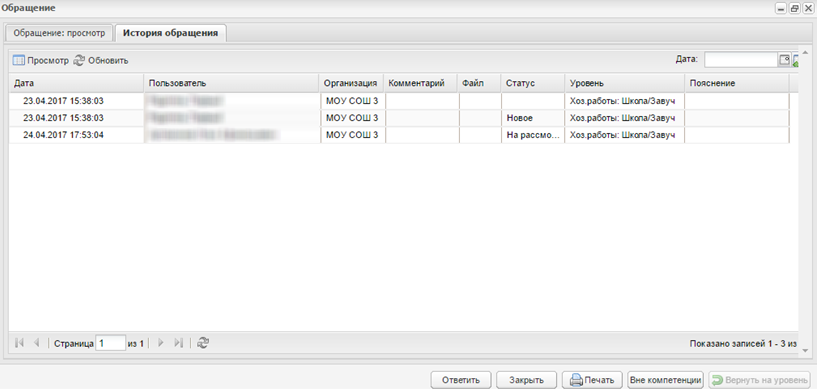 Обращение
Обращение: просмотр История обращения
Просмотр Обновить Дата:
Дата Пользователь Организация Комментарий Файл Статус Уровень Пояснение
23.04.2017 15:38:03 МОУ СОШ 3 Хоз.работы: Школа/Завуч
23.04.2017 15:38:03 МОУ СОШ 3 Новое Хоз.работы: Школа/Завуч
24.04.2017 17:53:04 МОУ СОШ 3 На рассмо... Хоз.работы: Школа/Завуч
Страница 1 из 1 Показано записей 1 - 3 из
Ответить Закрыть Печать Вне компетенции Вернуть на уровень